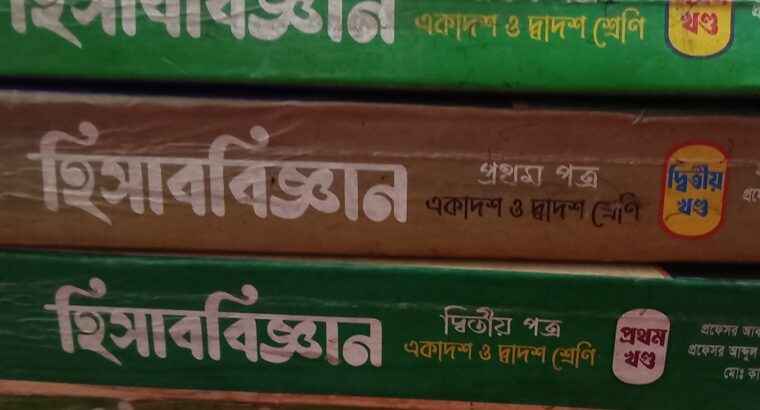 হিসাববিজ্ঞান
একাদশ ও দ্বাদশ শ্রেণি
খণ্ড
হিসাববিজ্ঞান
প্রথম পত্র
একাদশ ও দ্বাদশ শ্রেণি
দ্বিতীয়
খণ্ড
হিসাববিজ্ঞান
দ্বিতীয় পত্র
একাদশ ও দ্বাদশ শ্রেণি
প্রথম
খণ্ড
প্রফেসর
প্রফেসর আব্দুল
মোঃ